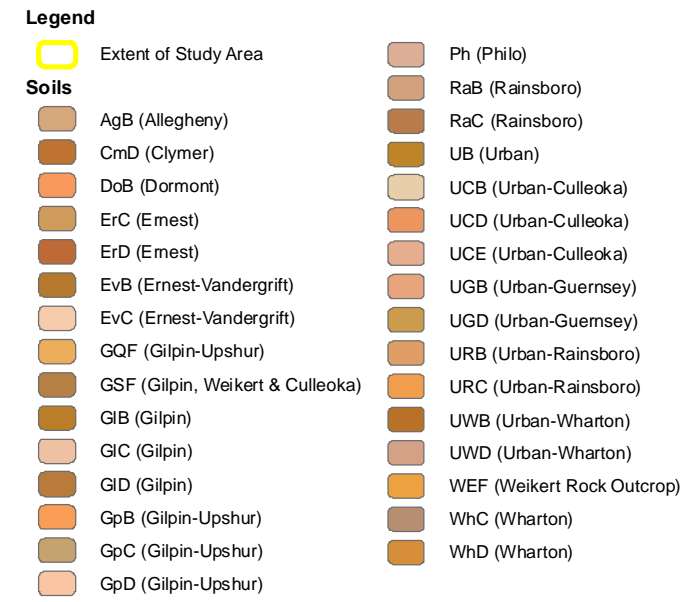 Legend
Extent of Study Area
Soils
AgB (Allegheny)
CmD (Clymer)
DoB (Dormont)
ErC (Ernest)
ErD (Ernest)
EvB (Ernest-Vandergrift)
EvC (Ernest-Vandergrift)
GQF (Gilpin-Upshur)
GSF (Gilpin, Weikert & Culleoka)
GlB (Gilpin)
GlC (Gilpin)
GlD (Gilpin)
GpB (Gilpin-Upshur)
GpC (Gilpin-Upshur)
GpD (Gilpin-Upshur)
Ph (Philo)
RaB (Rainsboro)
RaC (Rainsboro)
UB (Urban)
UCB (Urban-Culleoka)
UCD (Urban-Culleoka)
UCE (Urban-Culleoka)
UGB (Urban-Guernsey)
UGD (Urban-Guernsey)
URB (Urban-Rainsboro)
URC (Urban-Rainsboro)
UWB (Urban-Wharton)
UWD (Urban-Wharton)
WEF (Weikert Rock Outcrop)
WhC (Wharton)
WhD (Wharton)